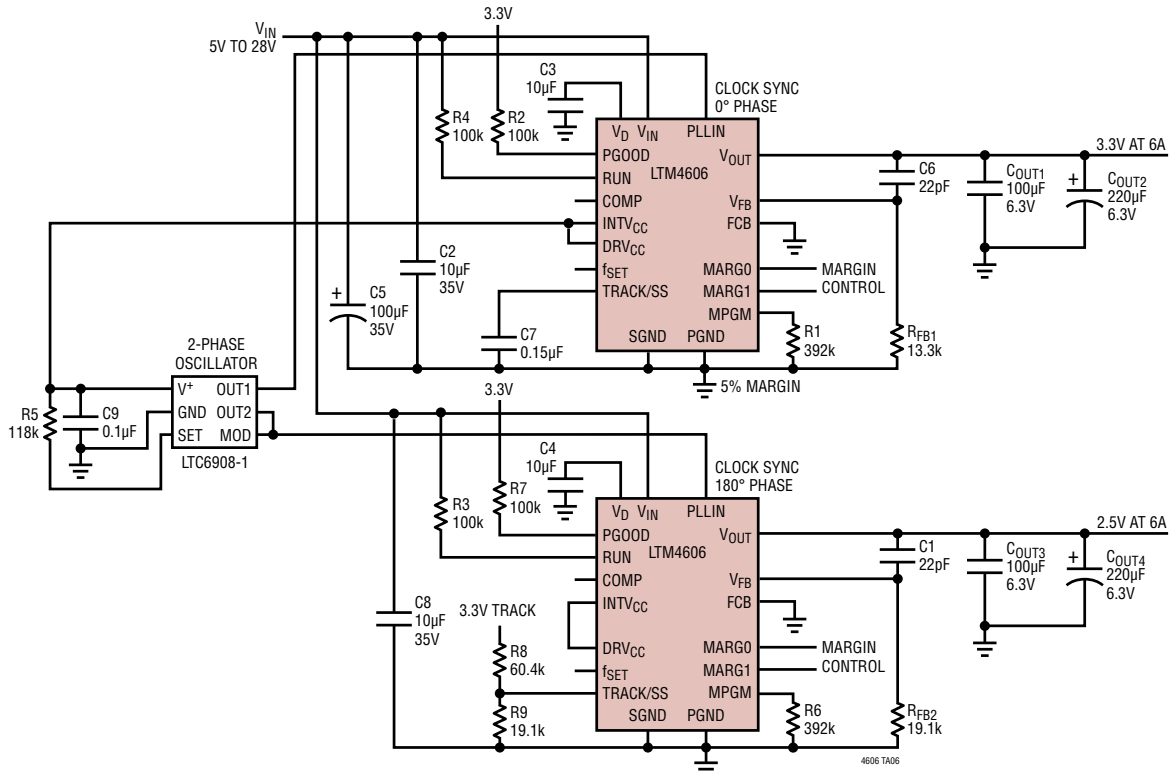 VIN
5V TO 28V
3.3V
C3
10µF
CLOCK SYNC
0° PHASE
R4
100k
R2
100k
VD VIN PLLIN
PGOOD
RUN
COMP
INTVCC
DRVCC
fSET
TRACK/SS
LTM4606
VOUT
VFB
FCB
MARG0
MARG1
MPGM
SGND PGND
C6
22pF
3.3V AT 6A
COUT1
100µF
6.3V
+
COUT2
220µF
6.3V
MARGIN
CONTROL
C2
10µF
35V
+
C5
100µF
35V
C7
0.15µF
R1
392k
RFB1
13.3k
5% MARGIN
2-PHASE
OSCILLATOR
V+ OUT1
GND OUT2
SET MOD
LTC6908-1
R5
118k
C9
0.1µF
3.3V
C4
10µF
CLOCK SYNC
180° PHASE
R3
100k
R7
100k
VD VIN PLLIN
PGOOD
RUN
COMP
INTVCC
DRVCC
fSET
TRACK/SS
LTM4606
VOUT
VFB
FCB
MARG0
MARG1
MPGM
SGND PGND
C1
22pF
2.5V AT 6A
COUT3
100µF
6.3V
+
COUT4
220µF
6.3V
MARGIN
CONTROL
C8
10µF
35V
3.3V TRACK
R8
60.4k
R9
19.1k
R6
392k
RFB2
19.1k
4606 TA06